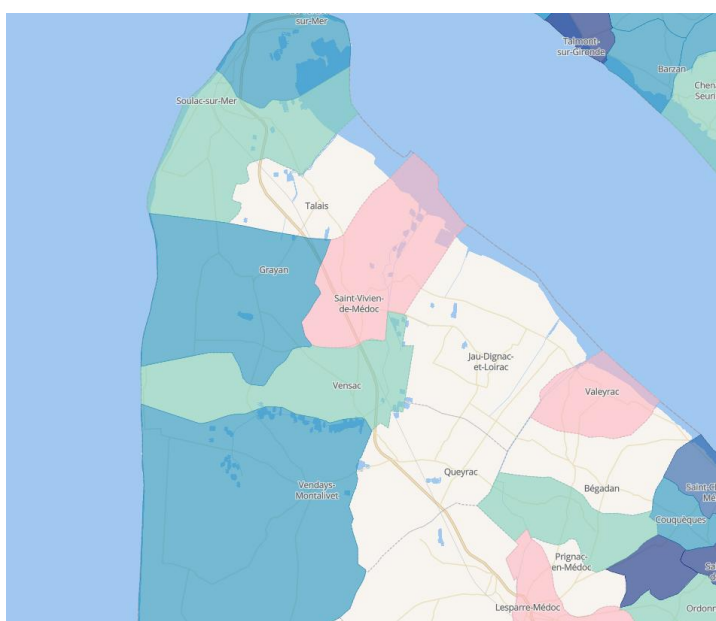 sur-Mer
Talmont-
sur-Gironde
Barzan
Soulac-sur-Mer
Talais
Grayan
Saint-Vivien-
de-Médoc
Jau-Dignac-
et-Loirac
Vensac
Valeyrac
Queyrac
Vendays-
Montalivet
Bégadan
Couquèques
Prignac-
en-Médoc
Lesparre-Médoc